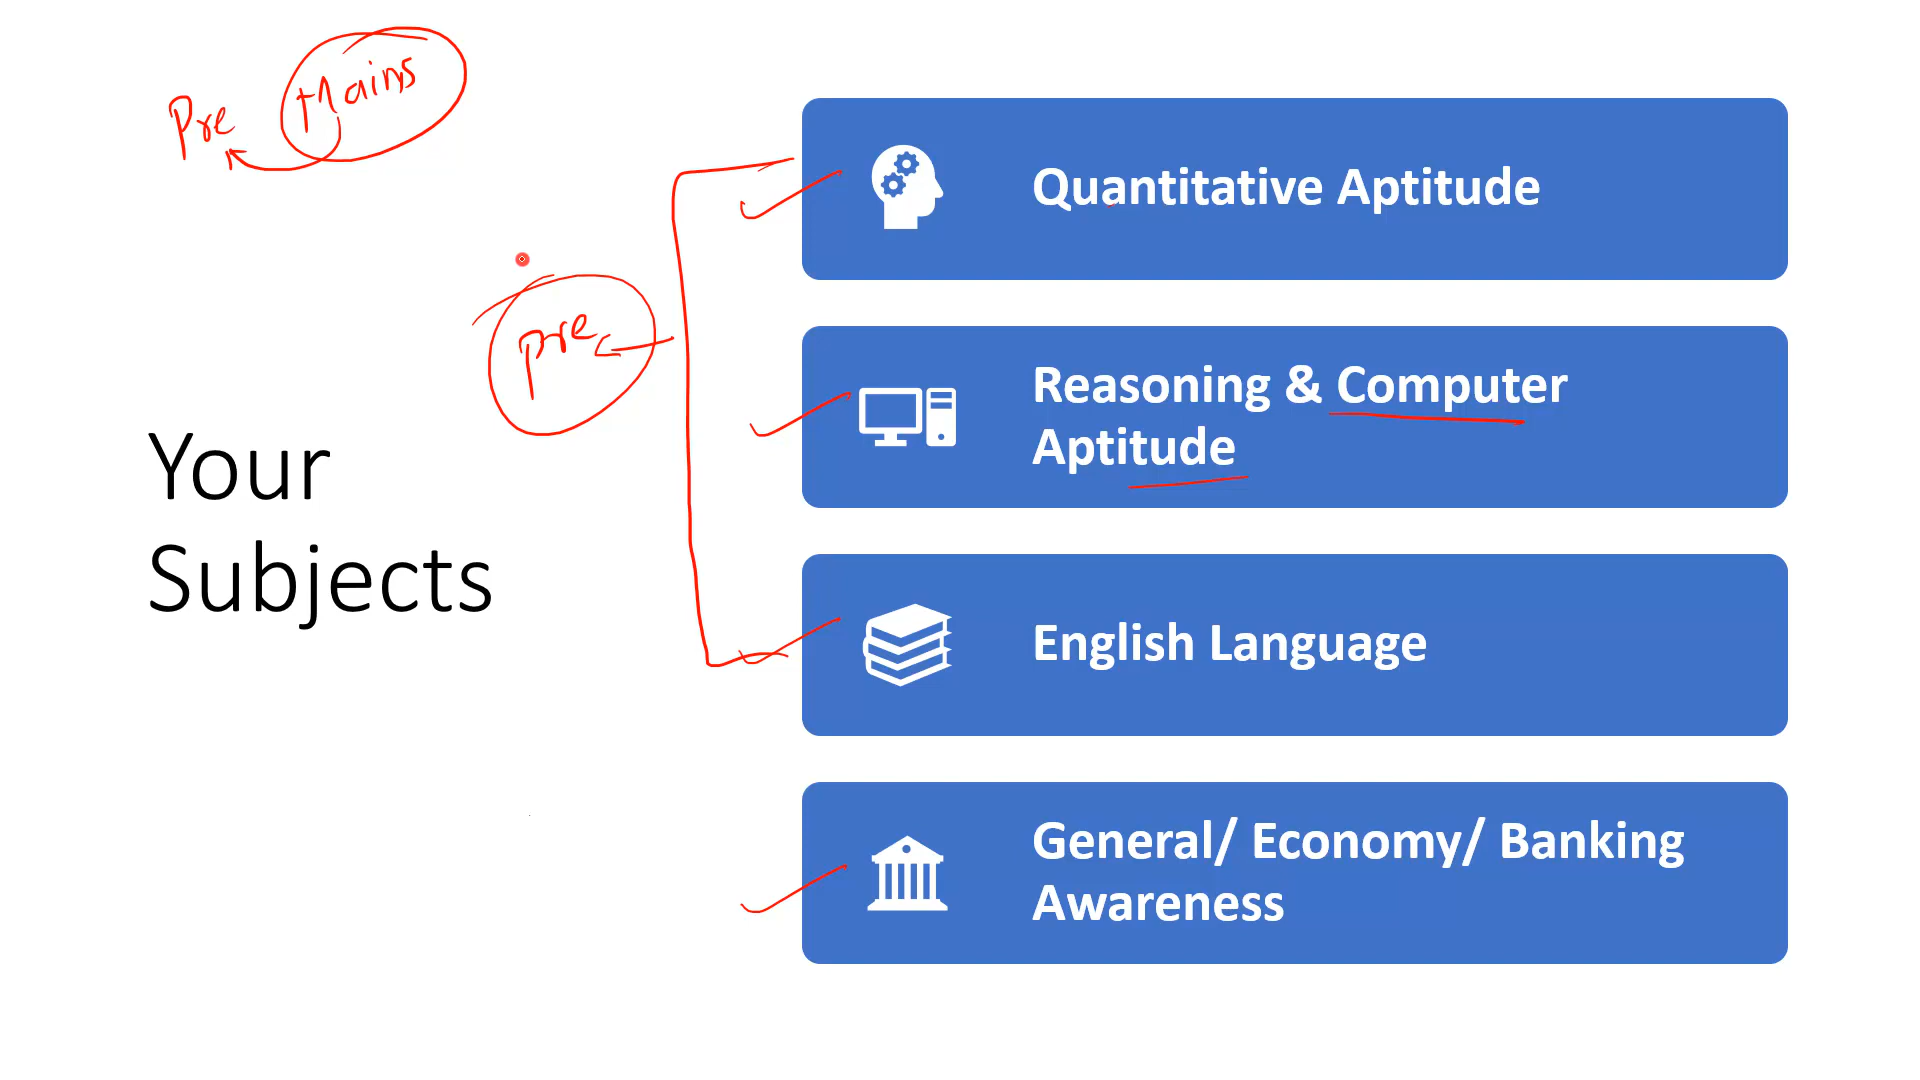 Pre Mains
Quantitative Aptitude
pre
Reasoning & Computer
Aptitude
Your
Subjects
English Language
General/ Economy/ Banking
Awareness